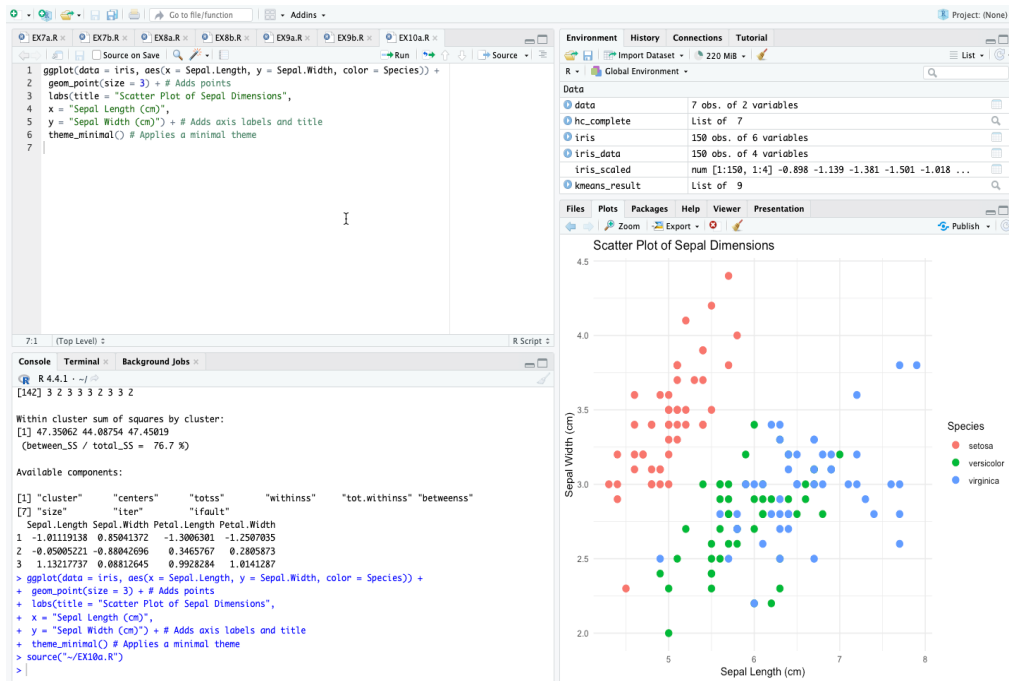 Go to file/function
Addins
Project: (None)
EX7a.R
EX7b.R
EX8a.R
EX8b.R
EX9a.R
EX9b.R
EX10a.R
Source on Save
Run
Source
1 ggplot(data = iris, aes(x = Sepal.Length, y = Sepal.Width, color = Species)) +
2 geom_point(size = 3) + # Adds points
3 labs(title = "Scatter Plot of Sepal Dimensions",
4 x = "Sepal Length (cm)",
5 y = "Sepal Width (cm)") + # Adds axis labels and title
6 theme_minimal() # Applies a minimal theme
7
7:1 (Top Level) R Script
Console Terminal Background Jobs
R 4.4.1 · ~/
[142] 3 2 3 3 3 2 3 3 2
Within cluster sum of squares by cluster:
[1] 47.35062 44.08754 47.45019
(between_SS / total_SS = 76.7 %)
Available components:
[1] "cluster" "centers" "totss" "withinss" "tot.withinss" "betweenss"
[7] "size" "iter" "ifault"
Sepal.Length Sepal.Width Petal.Length Petal.Width
1 -1.01119138 0.85041372 -1.3006301 -1.2507035
2 -0.05005221 -0.88042696 0.3465767 0.2805873
3 1.13217737 0.08812645 0.9928284 1.0141287
> ggplot(data = iris, aes(x = Sepal.Length, y = Sepal.Width, color = Species)) +
+ geom_point(size = 3) + # Adds points
+ labs(title = "Scatter Plot of Sepal Dimensions",
+ x = "Sepal Length (cm)",
+ y = "Sepal Width (cm)") + # Adds axis labels and title
+ theme_minimal() # Applies a minimal theme
> source("~/EX10a.R")
>
Environment History Connections Tutorial
Import Dataset 220 MiB List
R Global Environment
Data
data 7 obs. of 2 variables
hc_complete List of 7
iris 150 obs. of 6 variables
iris_data 150 obs. of 4 variables
iris_scaled num [1:150, 1:4] -0.898 -1.139 -1.381 -1.501 -1.018 ...
kmeans_result List of 9
Files Plots Packages Help Viewer Presentation
Zoom Export Publish
Scatter Plot of Sepal Dimensions
4.5
4.0
3.5
3.0
2.5
2.0
Sepal Width (cm)
5 6 7 8
Sepal Length (cm)
Species
setosa
versicolor
virginica